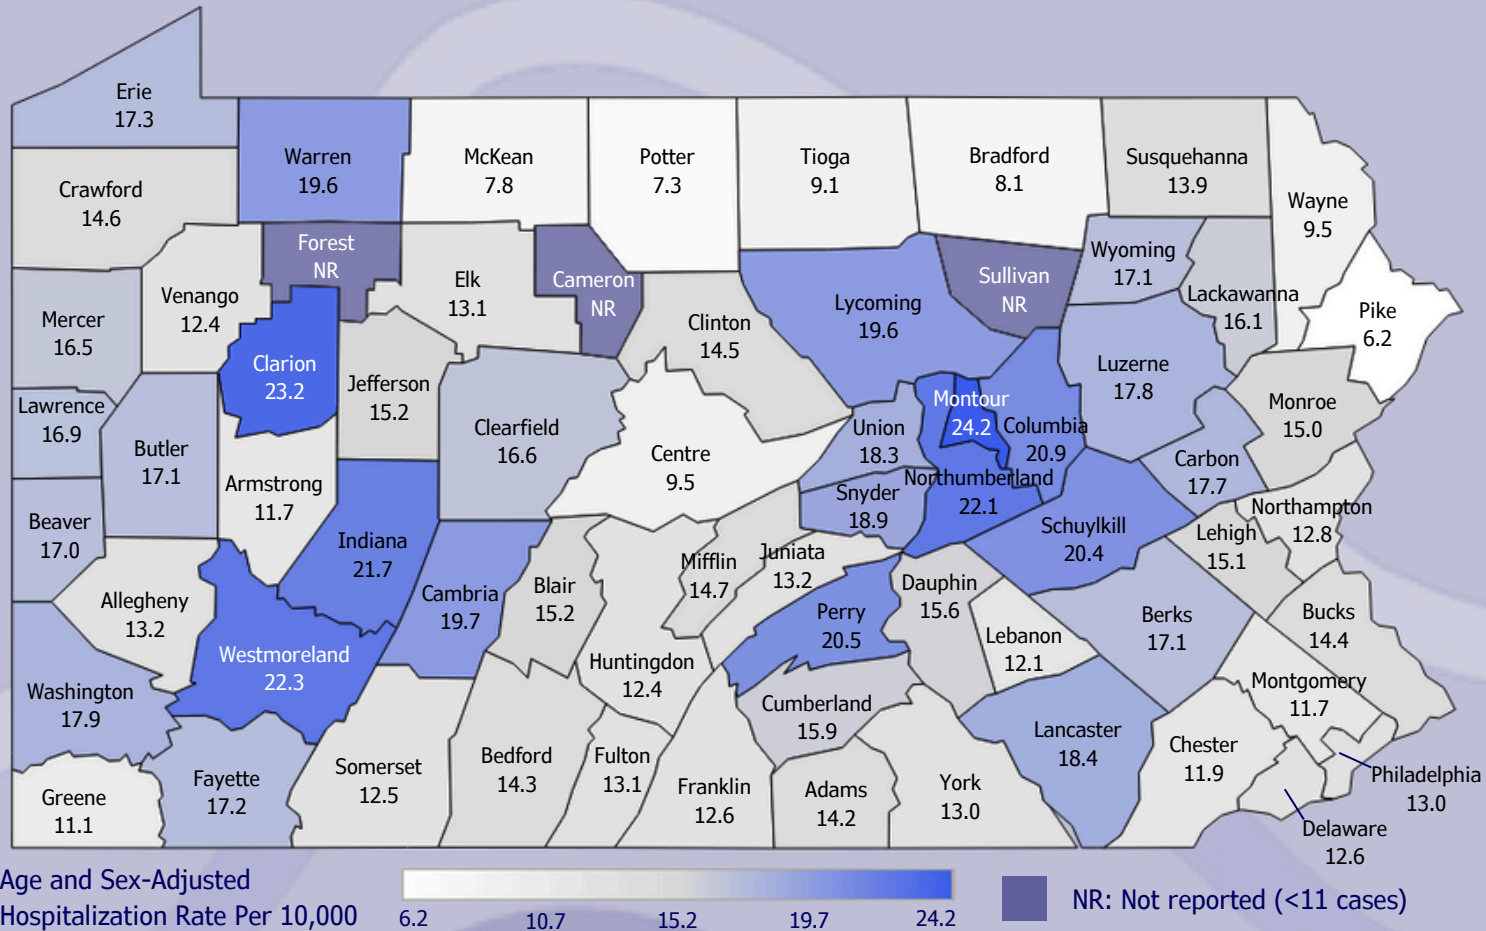 Erie
17.3
Warren
19.6
McKean
7.8
Potter
7.3
Tioga
9.1
Bradford
8.1
Susquehanna
13.9
Wayne
9.5
Crawford
14.6
Forest
NR
Venango
12.4
Elk
13.1
Cameron
NR
Sullivan
NR
Wyoming
17.1
Lackawanna
16.1
Pike
6.2
Mercer
16.5
Clarion
23.2
Jefferson
15.2
Clinton
14.5
Lycoming
19.6
Luzerne
17.8
Monroe
15.0
Lawrence
16.9
Butler
17.1
Armstrong
11.7
Clearfield
16.6
Centre
9.5
Union
18.3
Montour
24.2
Columbia
20.9
Carbon
17.7
Snyder
18.9
Northumberland
22.1
Schuylkill
20.4
Northampton
12.8
Lehigh
15.1
Beaver
17.0
Indiana
21.7
Allegheny
13.2
Cambria
19.7
Blair
15.2
Mifflin
14.7
Juniata
13.2
Perry
20.5
Dauphin
15.6
Lebanon
12.1
Berks
17.1
Bucks
14.4
Westmoreland
22.3
Huntingdon
12.4
Washington
17.9
Cumberland
15.9
Lancaster
18.4
Montgomery
11.7
Chester
11.9
Philadelphia
13.0
Delaware
12.6
Greene
11.1
Fayette
17.2
Somerset
12.5
Bedford
14.3
Fulton
13.1
Franklin
12.6
Adams
14.2
York
13.0
Age and Sex-Adjusted
Hospitalization Rate Per 10,000
6.2 10.7 15.2 19.7 24.2
NR: Not reported (<11 cases)